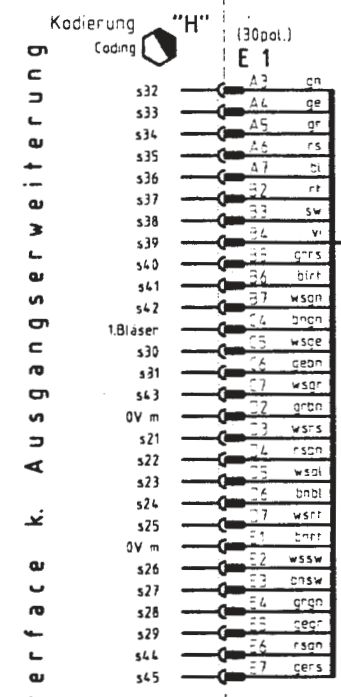 Kodierung "H"
Coding
(30pol.)
E 1
s32 A3 gn
s33 A4 ge
s34 A5 gr
s35 A6 rs
s36 A7 bl
s37 B2 rt
s38 B3 sw
s39 B4 vi
s40 B5 grrs
s41 B6 blrt
s42 B7 wsgn
1.Bläser C4 bngn
s30 C5 wsge
s31 C6 gebn
s43 C7 wsgr
0V m D2 grbn
s21 D3 wsrs
s22 D4 rsbn
s23 D5 wsbl
s24 D6 bnbl
s25 D7 wsrt
0V m E1 bnrt
s26 E2 wssw
s27 E3 bnsw
s28 E4 grgn
s29 E5 gegr
s44 E6 rsgn
s45 E7 gers
erface k. Ausgangserweiterung